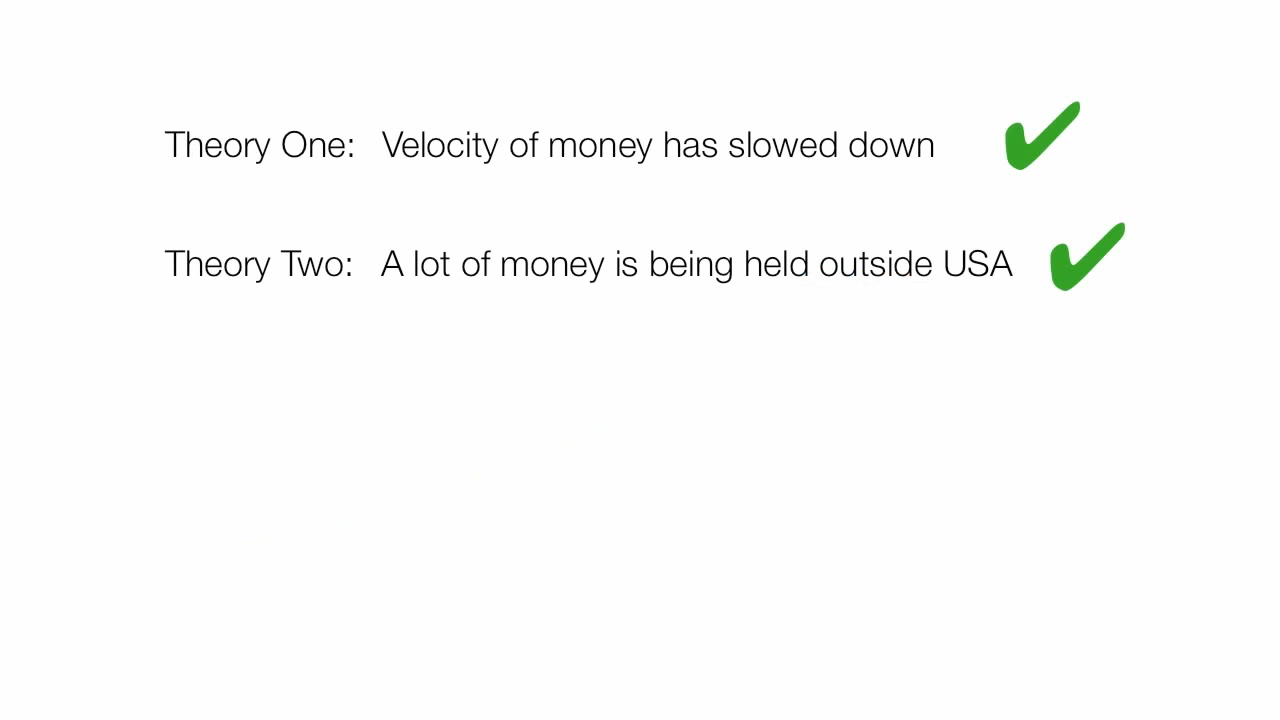 Theory One: Velocity of money has slowed down
Theory Two: A lot of money is being held outside USA